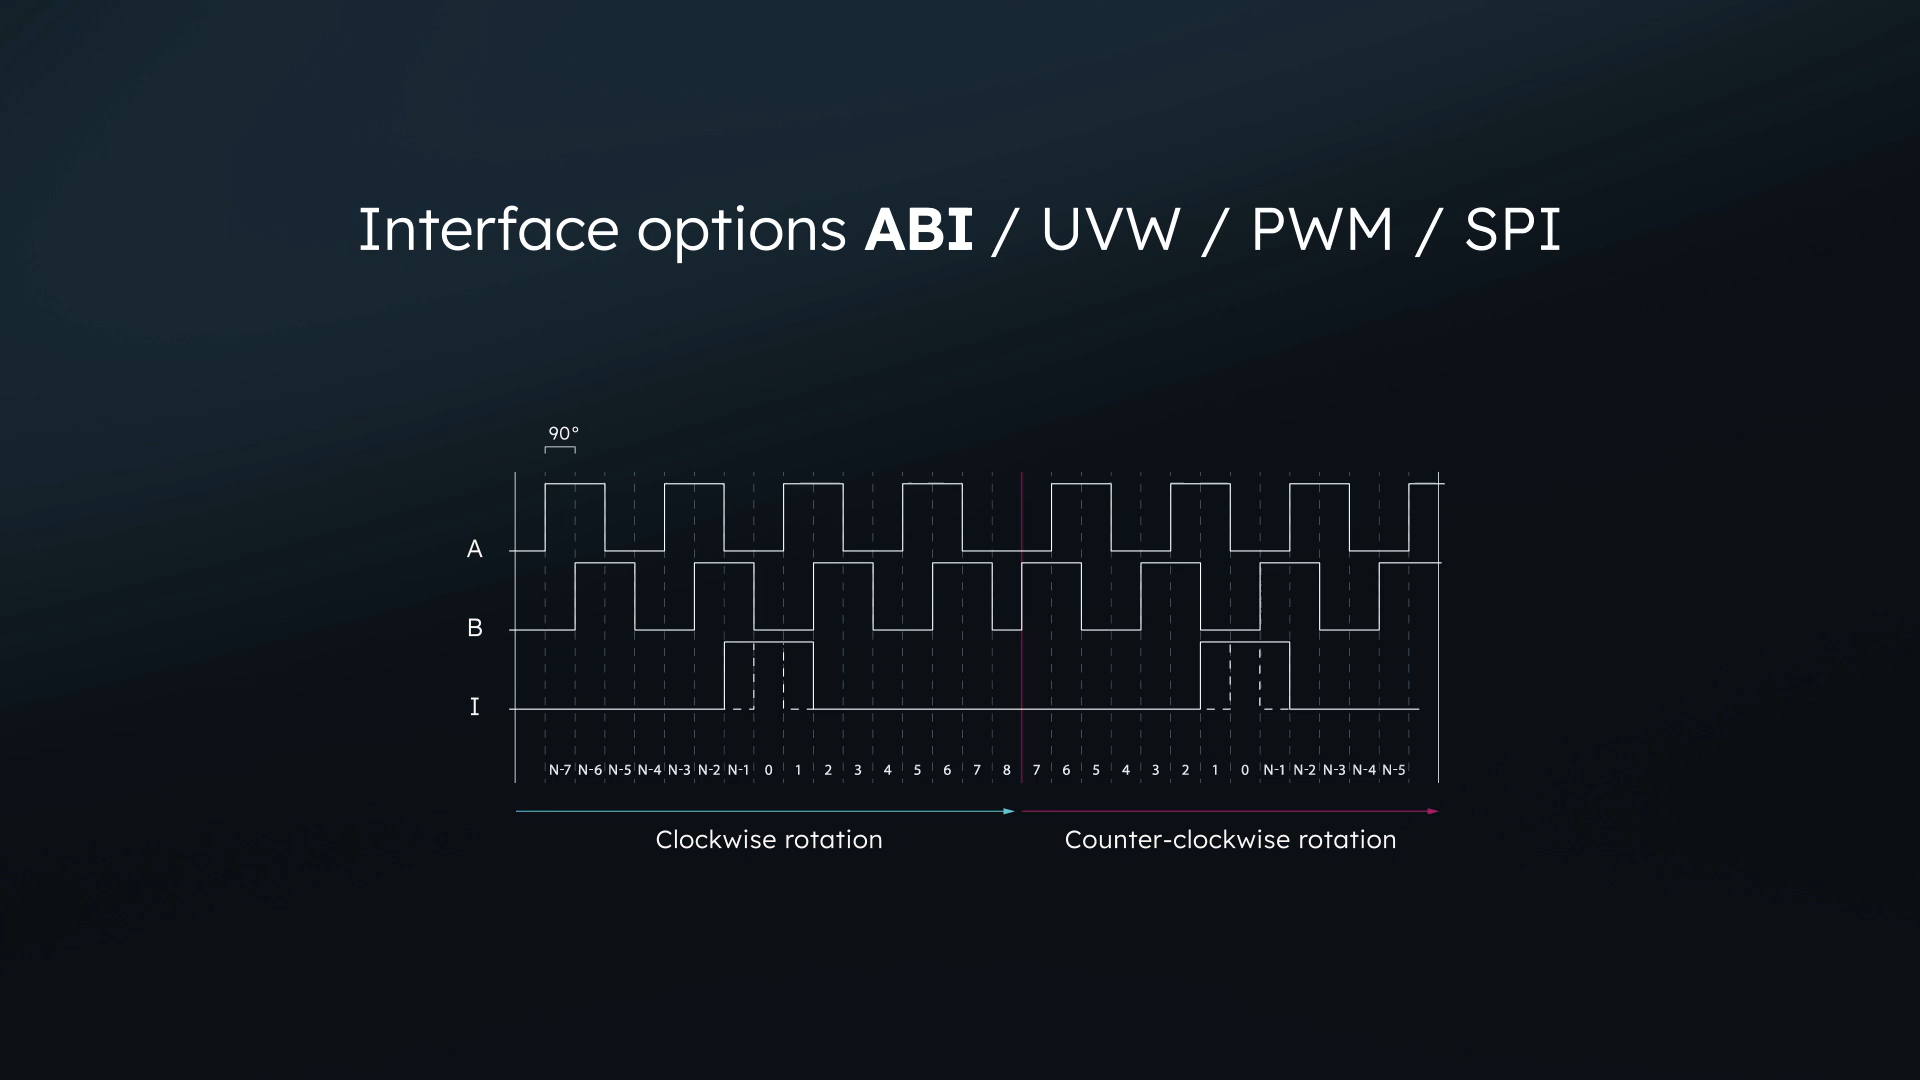 Interface options ABI / UVW / PWM / SPI
90°
A
B
I
N-7 N-6 N-5 N-4 N-3 N-2 N-1 0 1 2 3 4 5 6 7 8 7 6 5 4 3 2 1 0 N-1 N-2 N-3 N-4 N-5
Clockwise rotation Counter-clockwise rotation